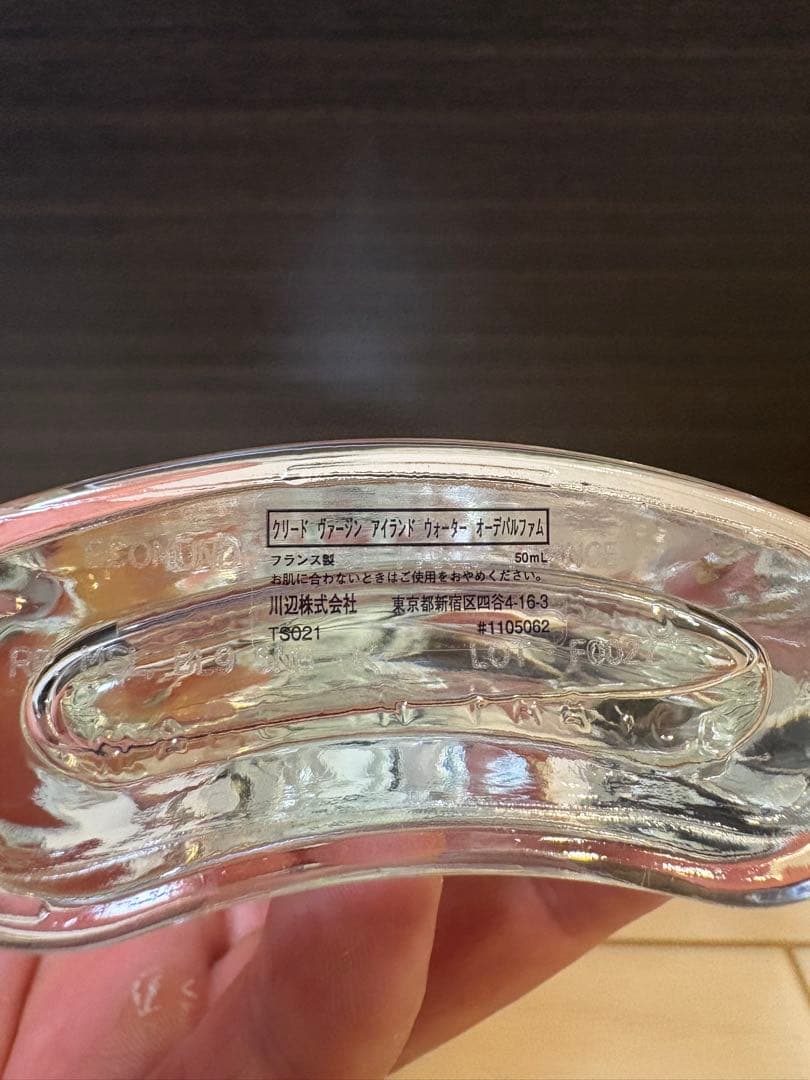 クリード ヴァージン アイランド ウォーター オーデパルファム
フランス製 50mL
お肌に合わないときはご使用をおやめください。
川辺株式会社 東京都新宿区四谷4-16-3
TS021 #1105062
LOT